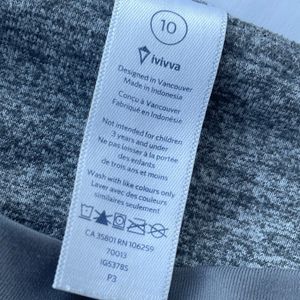 10
ivivva
Designed in Vancouver
Made in Indonesia
Conçu à Vancouver
Fabriqué en Indonésie
Not intended for children
3 years and under
Ne pas laisser à la portée
des enfants
de trois ans et moins
Wash with like colours only
Laver avec des couleurs
similaires seulement
CA 35801 RN 106259
70013
IG5378S
P3